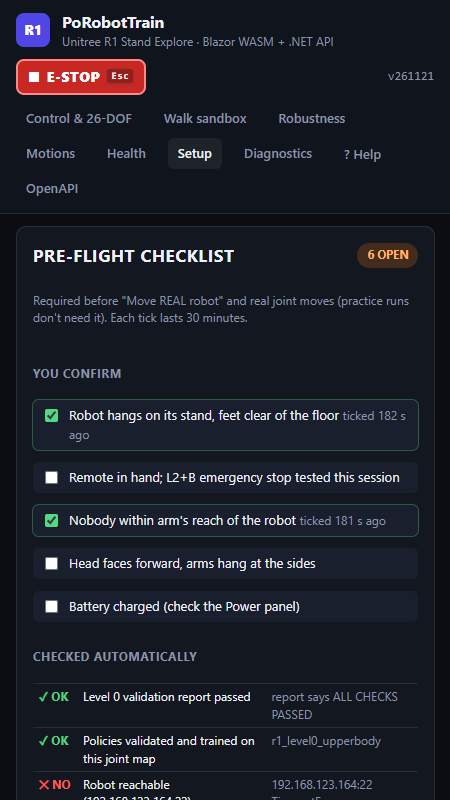 R1
PoRobotTrain
Unitree R1 Stand Explore · Blazor WASM + .NET API
E-STOP Esc
v261121
Control & 26-DOF Walk sandbox Robustness
Motions Health Setup Diagnostics ? Help
OpenAPI
PRE-FLIGHT CHECKLIST
6 OPEN
Required before "Move REAL robot" and real joint moves (practice runs
don't need it). Each tick lasts 30 minutes.
YOU CONFIRM
Robot hangs on its stand, feet clear of the floor ticked 182 s
ago
Remote in hand; L2+B emergency stop tested this session
Nobody within arm's reach of the robot ticked 181 s ago
Head faces forward, arms hang at the sides
Battery charged (check the Power panel)
CHECKED AUTOMATICALLY
✓ OK Level 0 validation report passed report says ALL CHECKS
PASSED
✓ OK Policies validated and trained on r1_level0_upperbody
this joint map
✕ NO Robot reachable 192.168.123.164:22